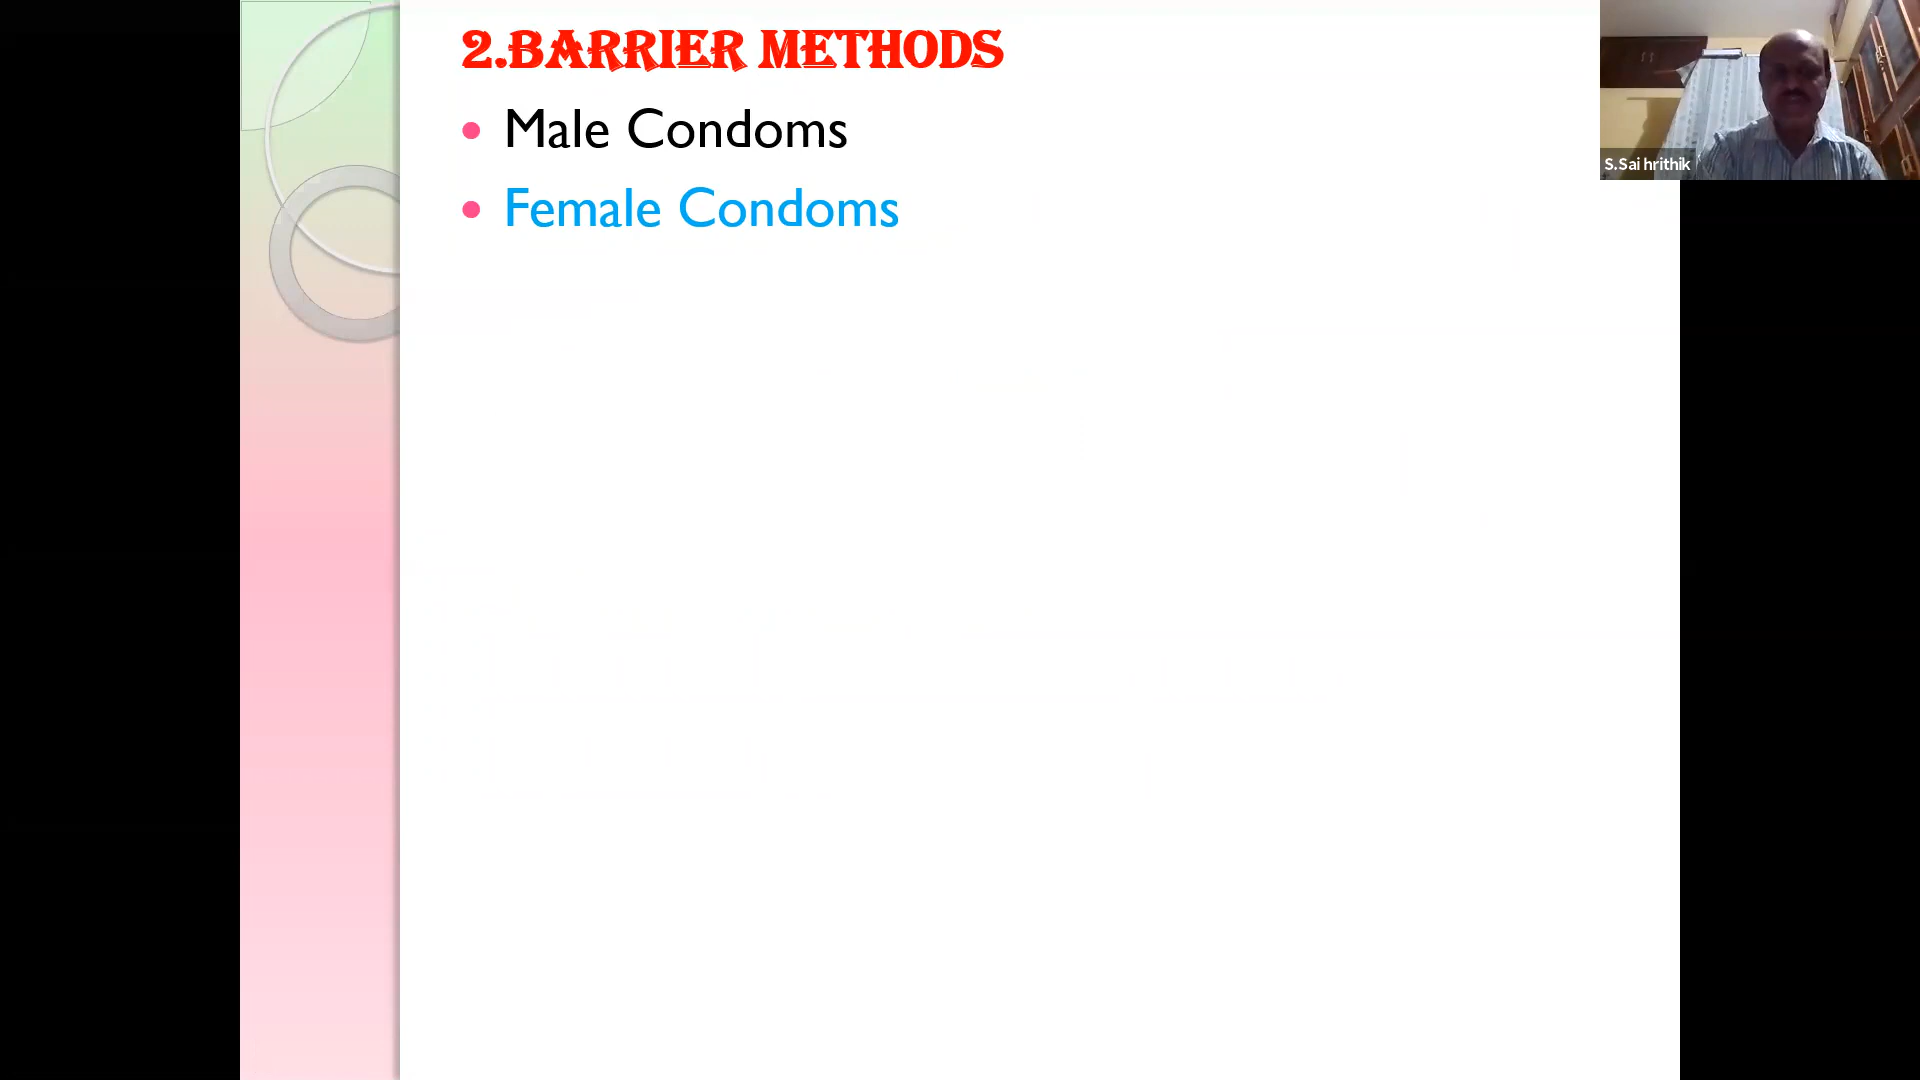 2.BARRIER METHODS
• Male Condoms
• Female Condoms
S.Sai hrithik